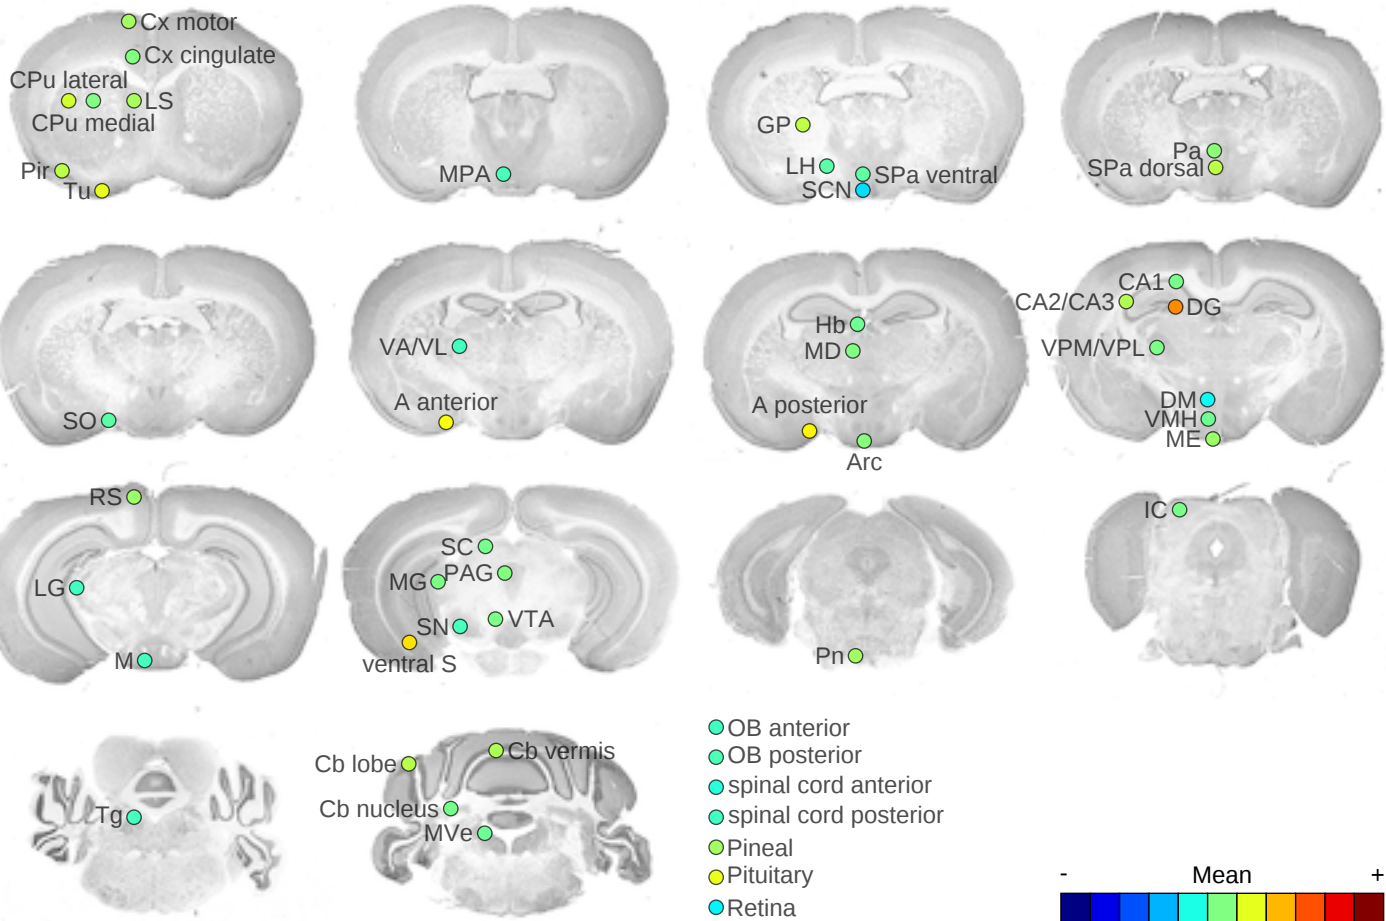 Cx motor
Cx cingulate
CPu lateral
LS
CPu medial
Pir
Tu
MPA
GP
LH
SPa ventral
SCN
Pa
SPa dorsal
SO
VA/VL
A anterior
Hb
MD
A posterior
Arc
CA1
CA2/CA3
DG
VPM/VPL
DM
VMH
ME
RS
LG
M
SC
MG
PAG
SN
VTA
ventral S
Pn
IC
Tg
Cb lobe
Cb vermis
Cb nucleus
MVe
OB anterior
OB posterior
spinal cord anterior
spinal cord posterior
Pineal
Pituitary
Retina
- Mean +